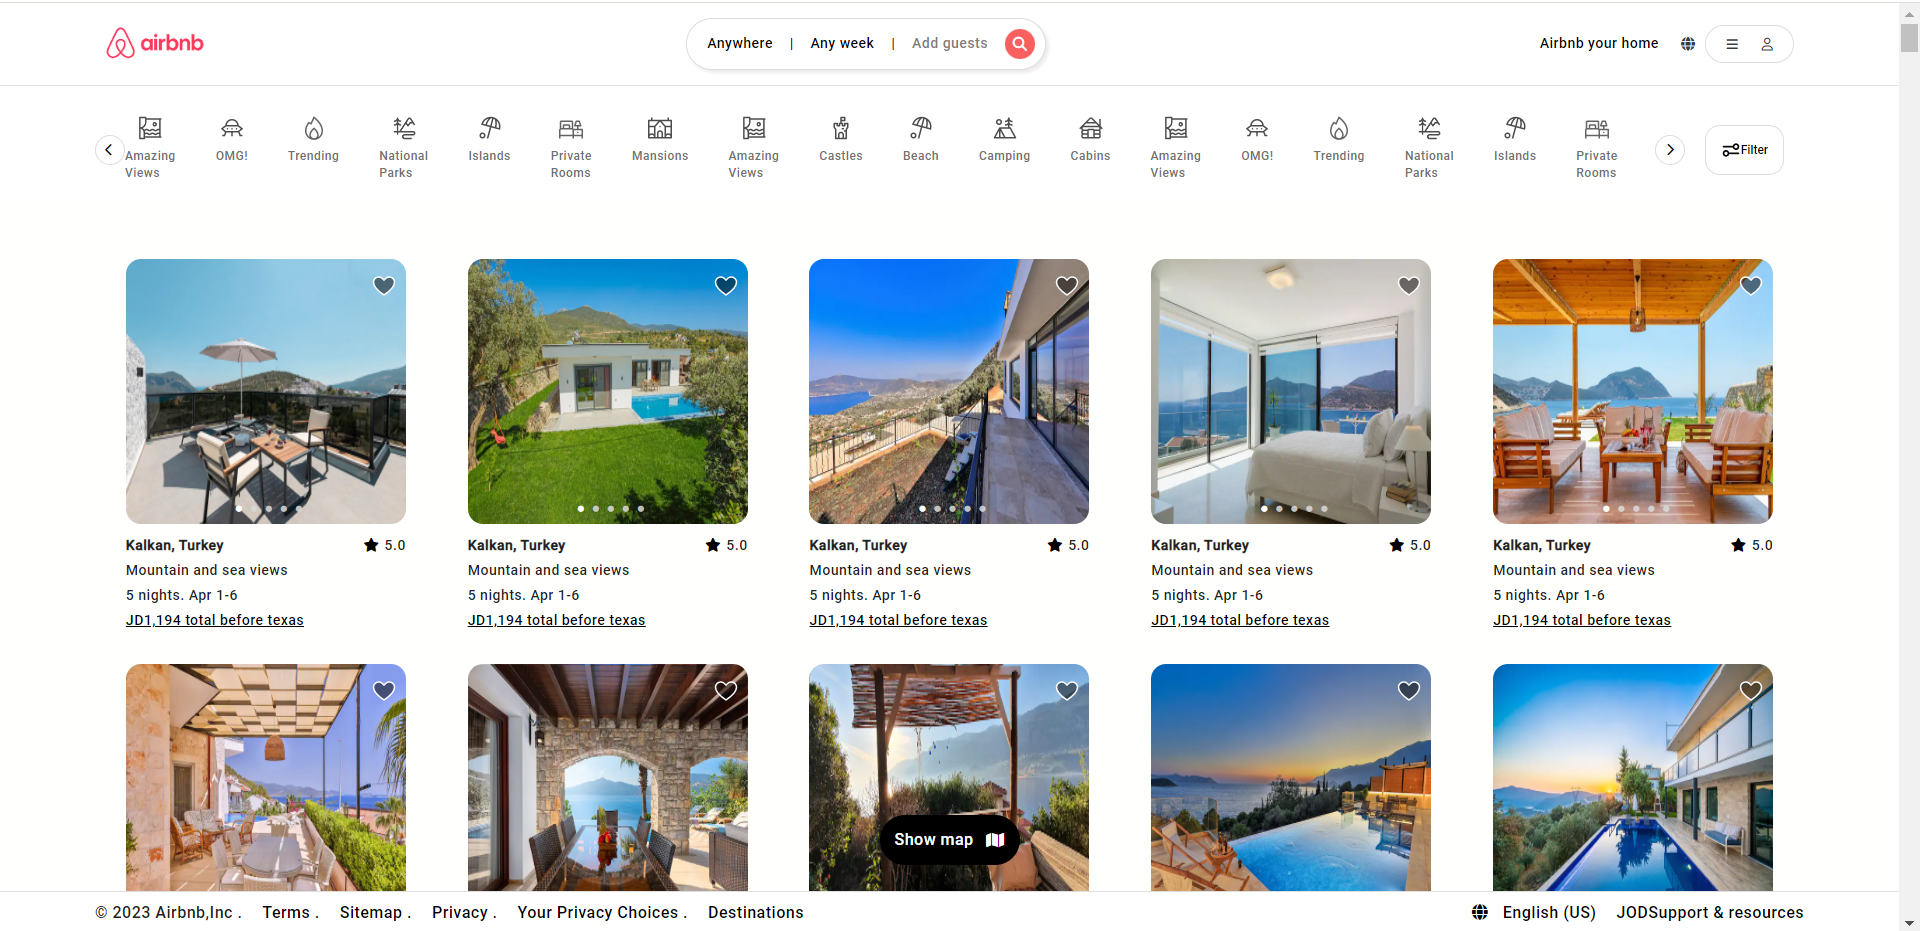 airbnb
Anywhere | Any week | Add guests
Airbnb your home
Amazing Views
OMG!
Trending
National Parks
Islands
Private Rooms
Mansions
Amazing Views
Castles
Beach
Camping
Cabins
Amazing Views
OMG!
Trending
National Parks
Islands
Private Rooms
Filter
Kalkan, Turkey 5.0
Mountain and sea views
5 nights. Apr 1-6
JD1,194 total before texas
Kalkan, Turkey 5.0
Mountain and sea views
5 nights. Apr 1-6
JD1,194 total before texas
Kalkan, Turkey 5.0
Mountain and sea views
5 nights. Apr 1-6
JD1,194 total before texas
Kalkan, Turkey 5.0
Mountain and sea views
5 nights. Apr 1-6
JD1,194 total before texas
Kalkan, Turkey 5.0
Mountain and sea views
5 nights. Apr 1-6
JD1,194 total before texas
Show map
© 2023 Airbnb,Inc . Terms . Sitemap . Privacy . Your Privacy Choices . Destinations
English (US) JODSupport & resources